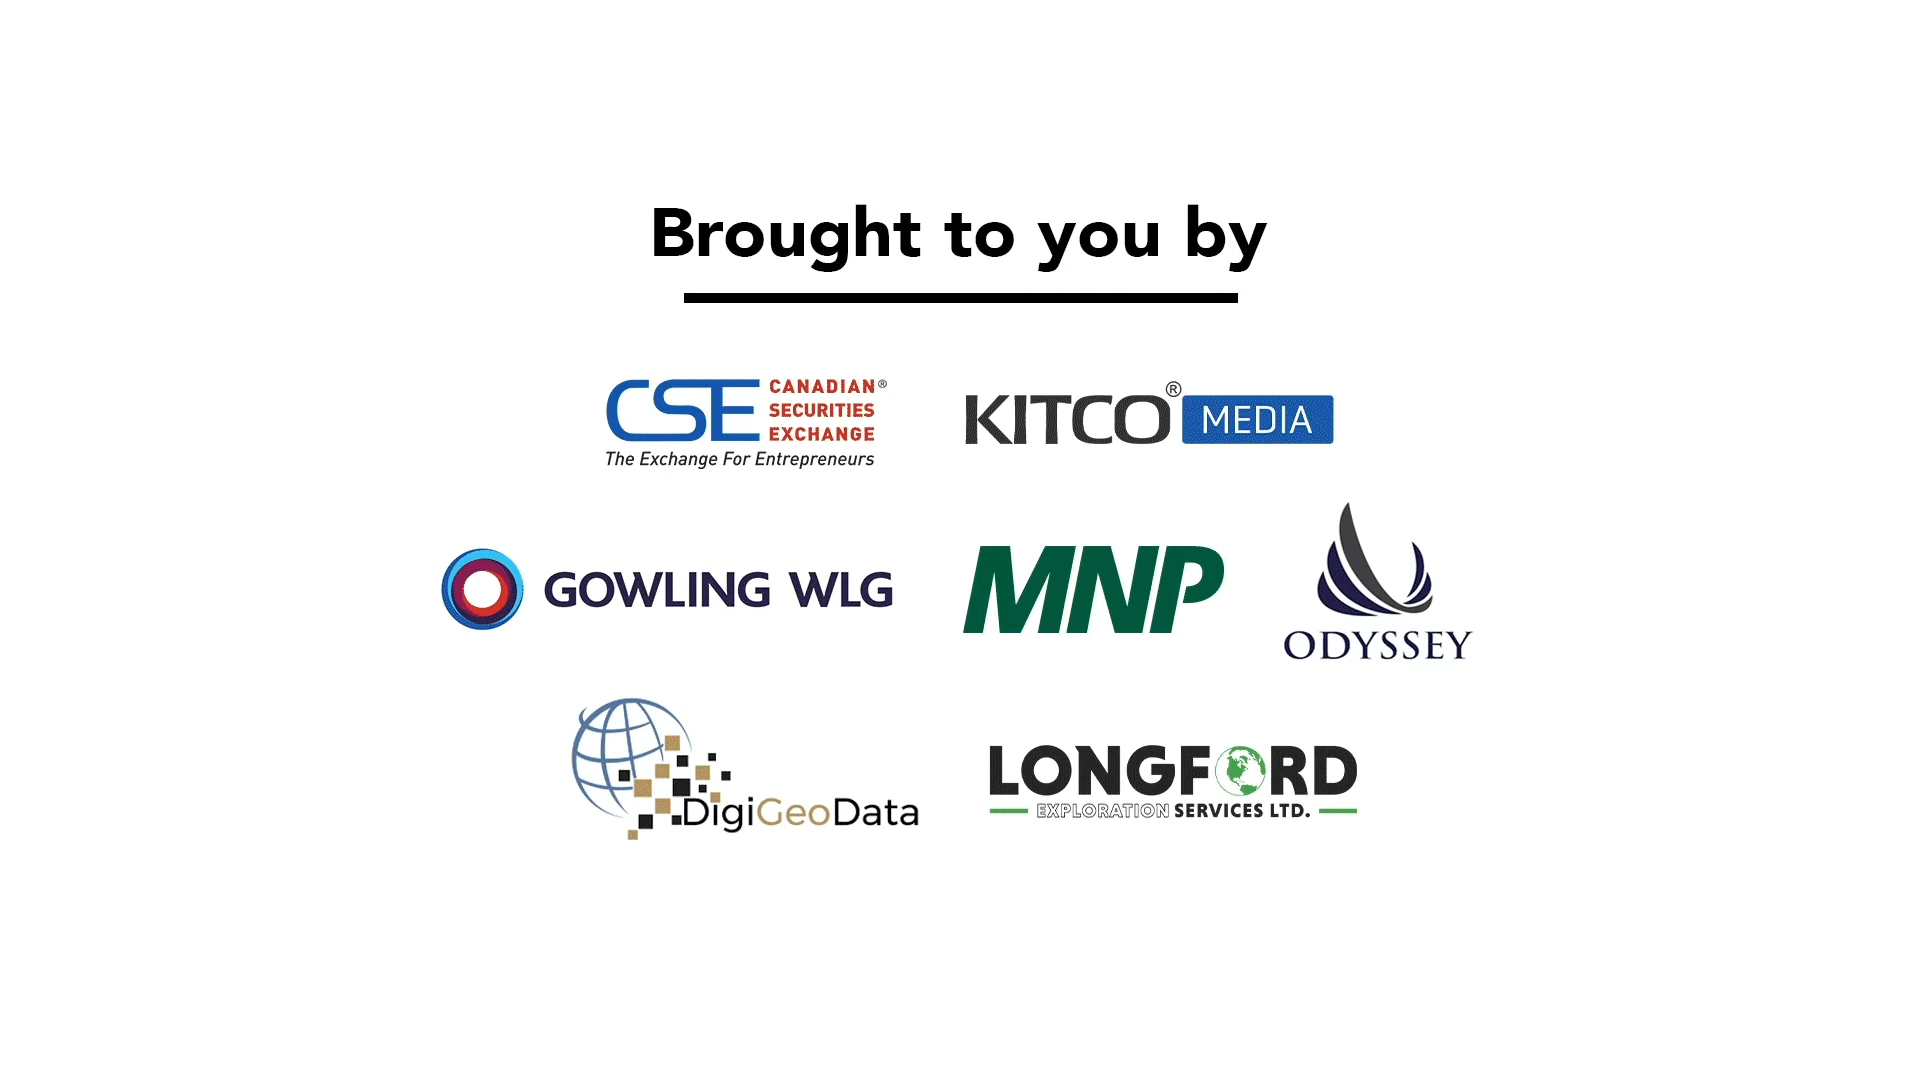 Brought to you by
CSE CANADIAN®
SECURITIES
EXCHANGE
The Exchange For Entrepreneurs
KITCO® MEDIA
GOWLING WLG
MNP
ODYSSEY
DigiGeoData
LONGFORD
EXPLORATION SERVICES LTD.